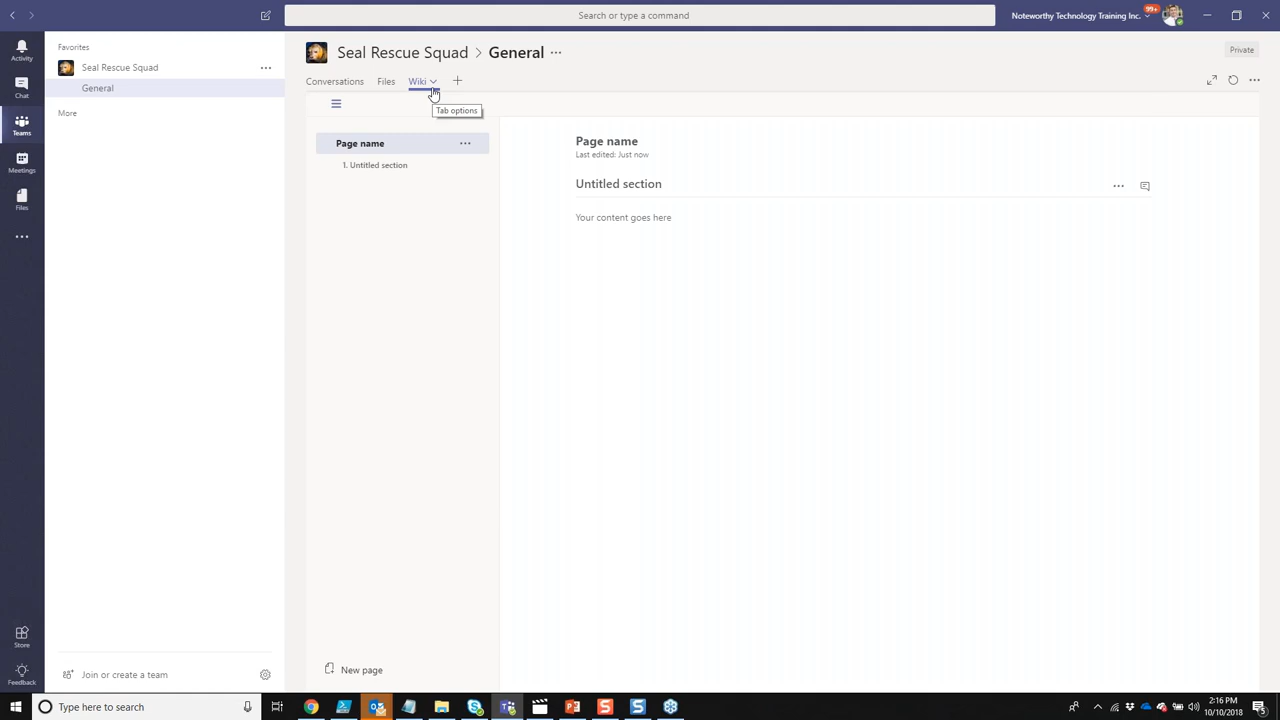 Search or type a command
Noteworthy Technology Training Inc.
99+
Activity
Chat
Teams
Meetings
Files
Store
Feedback
Favorites
Seal Rescue Squad
General
More
Join or create a team
Seal Rescue Squad > General
Private
Conversations Files Wiki
Tab options
Page name
1. Untitled section
New page
Page name
Last edited: Just now
Untitled section
Your content goes here
Type here to search
2:16 PM
10/10/2018